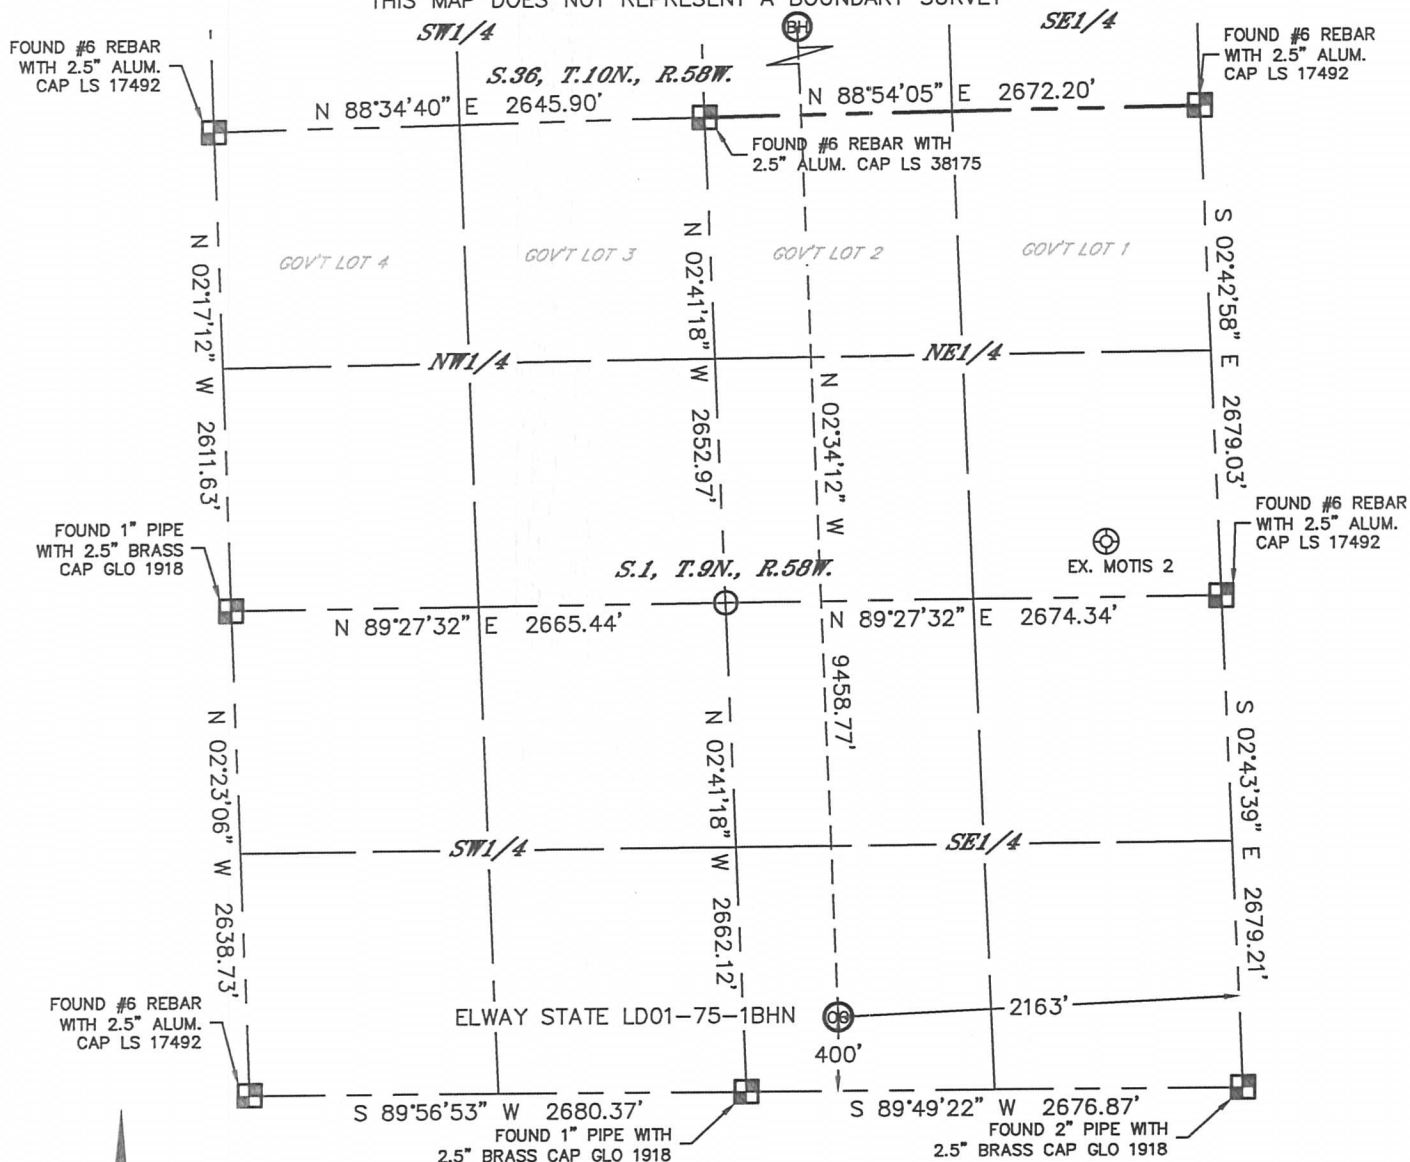 THIS MAP DOES NOT REPRESENT A BOUNDARY SURVEY
SW1/4
BH
SE1/4
FOUND #6 REBAR
WITH 2.5" ALUM.
CAP LS 17492
FOUND #6 REBAR
WITH 2.5" ALUM.
CAP LS 17492
S.36, T.10N., R.58W.
N 88°34'40" E 2645.90'
N 88°54'05" E 2672.20'
FOUND #6 REBAR WITH
2.5" ALUM. CAP LS 38175
GOV'T LOT 4
GOV'T LOT 3
GOV'T LOT 2
GOV'T LOT 1
N 02°17'12" W 2611.63'
N 02°41'18" W 2652.97'
N 02°34'12" W
9458.77'
S 02°42'58" E 2679.03'
NW1/4
NE1/4
FOUND 1" PIPE
WITH 2.5" BRASS
CAP GLO 1918
FOUND #6 REBAR
WITH 2.5" ALUM.
CAP LS 17492
EX. MOTIS 2
S.1, T.9N., R.58W.
N 89°27'32" E 2665.44'
N 89°27'32" E 2674.34'
N 02°23'06" W 2638.73'
N 02°41'18" W 2662.12'
S 02°43'39" E 2679.21'
SW1/4
SE1/4
FOUND #6 REBAR
WITH 2.5" ALUM.
CAP LS 17492
ELWAY STATE LD01-75-1BHN
2163'
400'
S 89°56'53" W 2680.37'
S 89°49'22" W 2676.87'
FOUND 1" PIPE WITH
2.5" BRASS CAP GLO 1918
FOUND 2" PIPE WITH
2.5" BRASS CAP GLO 1918